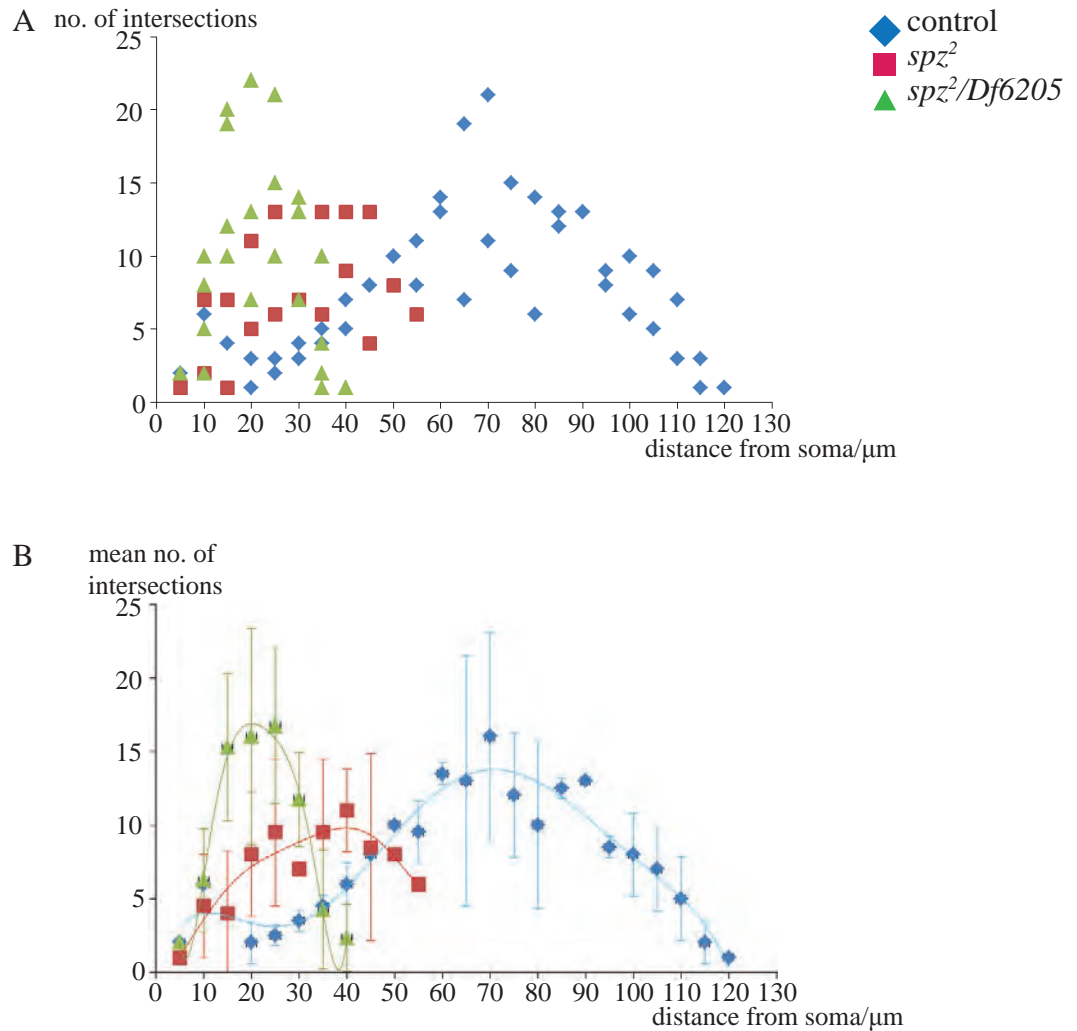 A no. of intersections
control
spz²
spz²/Df6205
25
20
15
10
5
0
0 10 20 30 40 50 60 70 80 90 100 110 120 130
distance from soma/μm
B mean no. of
intersections
25
20
15
10
5
0
0 10 20 30 40 50 60 70 80 90 100 110 120 130
distance from soma/μm